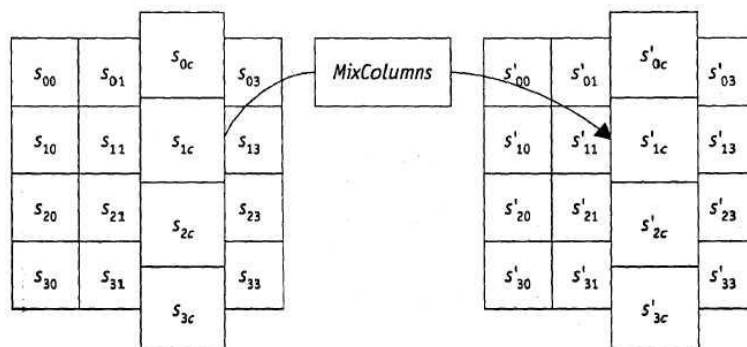 S00 S01 S0c S03
S10 S11 S1c S13
S20 S21 S2c S23
S30 S31 S3c S33
MixColumns
S'00 S'01 S'0c S'03
S'10 S'11 S'1c S'13
S'20 S'21 S'2c S'23
S'30 S'31 S'3c S'33